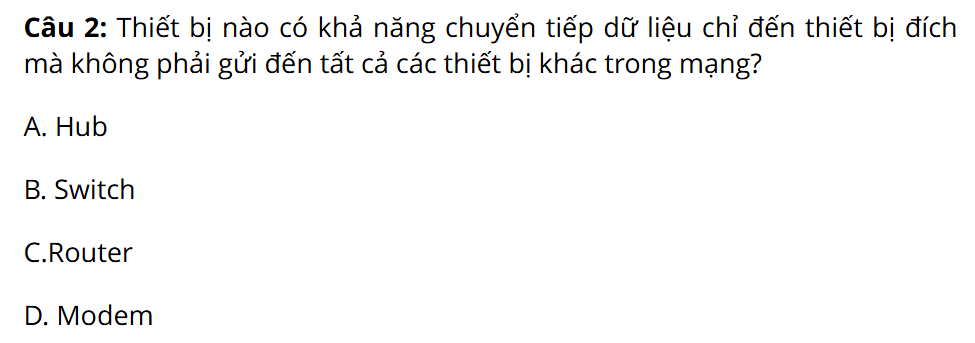 Câu 2: Thiết bị nào có khả năng chuyển tiếp dữ liệu chỉ đến thiết bị đích
mà không phải gửi đến tất cả các thiết bị khác trong mạng?
A. Hub
B. Switch
C.Router
D. Modem